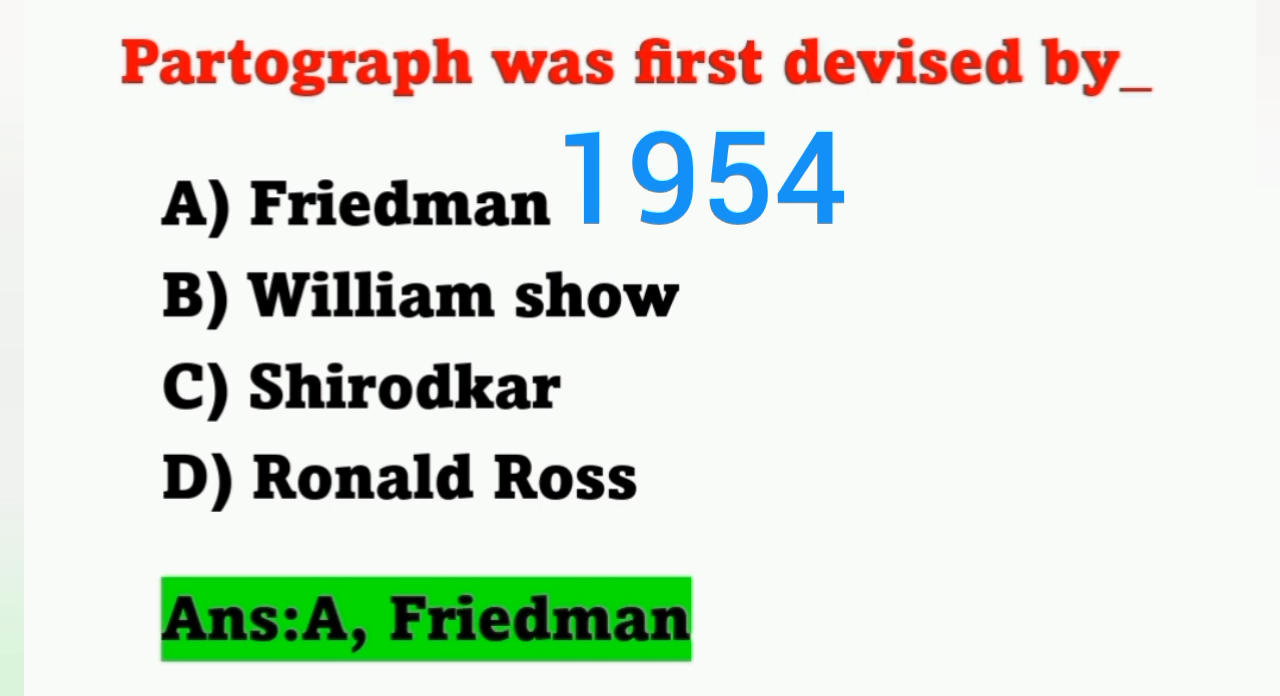 Partograph was first devised by_
A) Friedman 1954
B) William show
C) Shirodkar
D) Ronald Ross
Ans:A, Friedman